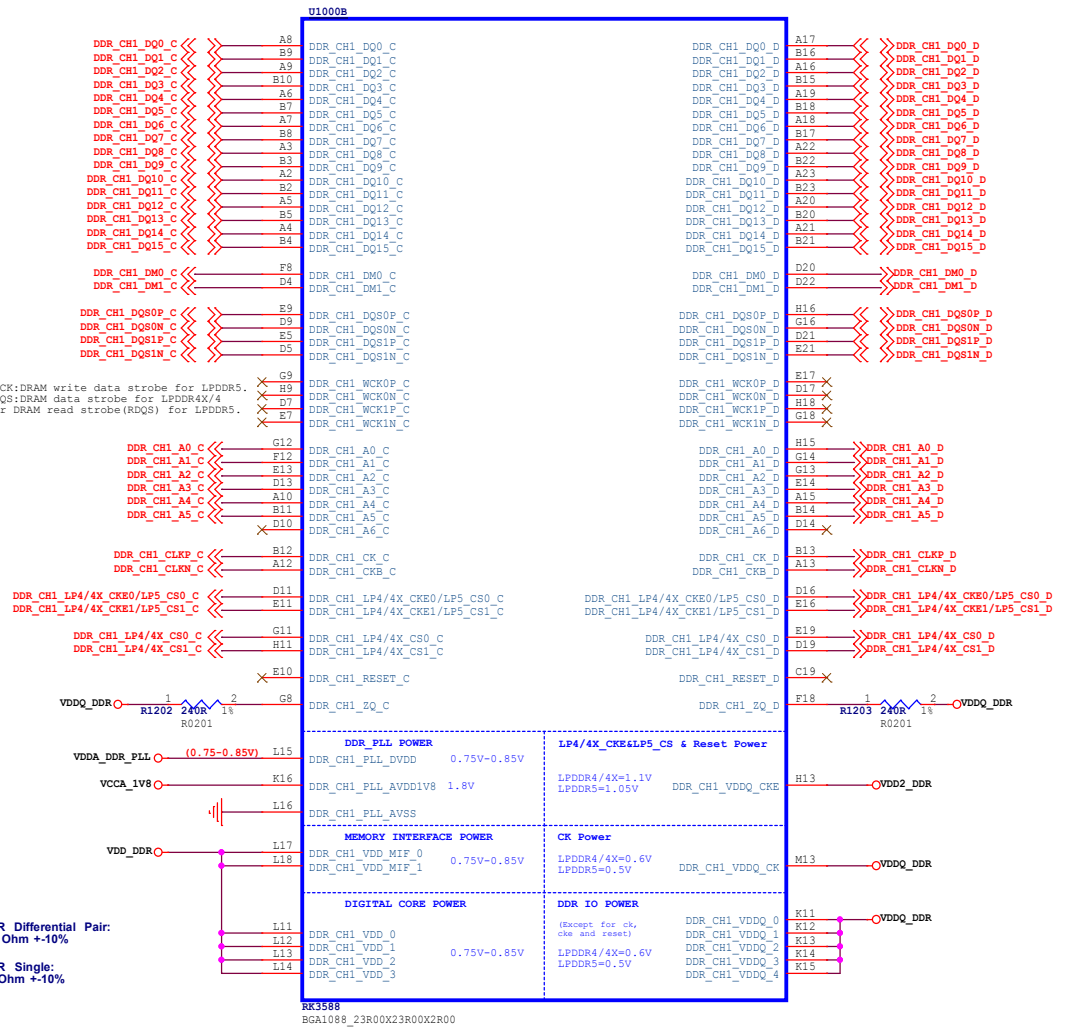 U1000B
DDR_CH1_DQ0_C A8 DDR_CH1_DQ0_C DDR_CH1_DQ0_D A17 DDR_CH1_DQ0_D
DDR_CH1_DQ1_C B9 DDR_CH1_DQ1_C DDR_CH1_DQ1_D B16 DDR_CH1_DQ1_D
DDR_CH1_DQ2_C A9 DDR_CH1_DQ2_C DDR_CH1_DQ2_D A16 DDR_CH1_DQ2_D
DDR_CH1_DQ3_C B10 DDR_CH1_DQ3_C DDR_CH1_DQ3_D B15 DDR_CH1_DQ3_D
DDR_CH1_DQ4_C A6 DDR_CH1_DQ4_C DDR_CH1_DQ4_D A19 DDR_CH1_DQ4_D
DDR_CH1_DQ5_C B7 DDR_CH1_DQ5_C DDR_CH1_DQ5_D B18 DDR_CH1_DQ5_D
DDR_CH1_DQ6_C A7 DDR_CH1_DQ6_C DDR_CH1_DQ6_D A18 DDR_CH1_DQ6_D
DDR_CH1_DQ7_C B8 DDR_CH1_DQ7_C DDR_CH1_DQ7_D B17 DDR_CH1_DQ7_D
DDR_CH1_DQ8_C A3 DDR_CH1_DQ8_C DDR_CH1_DQ8_D A22 DDR_CH1_DQ8_D
DDR_CH1_DQ9_C B3 DDR_CH1_DQ9_C DDR_CH1_DQ9_D B22 DDR_CH1_DQ9_D
DDR_CH1_DQ10_C A2 DDR_CH1_DQ10_C DDR_CH1_DQ10_D A23 DDR_CH1_DQ10_D
DDR_CH1_DQ11_C B2 DDR_CH1_DQ11_C DDR_CH1_DQ11_D B23 DDR_CH1_DQ11_D
DDR_CH1_DQ12_C A5 DDR_CH1_DQ12_C DDR_CH1_DQ12_D A20 DDR_CH1_DQ12_D
DDR_CH1_DQ13_C B5 DDR_CH1_DQ13_C DDR_CH1_DQ13_D B20 DDR_CH1_DQ13_D
DDR_CH1_DQ14_C A4 DDR_CH1_DQ14_C DDR_CH1_DQ14_D A21 DDR_CH1_DQ14_D
DDR_CH1_DQ15_C B4 DDR_CH1_DQ15_C DDR_CH1_DQ15_D B21 DDR_CH1_DQ15_D
DDR_CH1_DM0_C F8 DDR_CH1_DM0_C DDR_CH1_DM0_D D20 DDR_CH1_DM0_D
DDR_CH1_DM1_C D4 DDR_CH1_DM1_C DDR_CH1_DM1_D D22 DDR_CH1_DM1_D
DDR_CH1_DQS0P_C E9 DDR_CH1_DQS0P_C DDR_CH1_DQS0P_D H16 DDR_CH1_DQS0P_D
DDR_CH1_DQS0N_C D9 DDR_CH1_DQS0N_C DDR_CH1_DQS0N_D G16 DDR_CH1_DQS0N_D
DDR_CH1_DQS1P_C E5 DDR_CH1_DQS1P_C DDR_CH1_DQS1P_D D21 DDR_CH1_DQS1P_D
DDR_CH1_DQS1N_C D5 DDR_CH1_DQS1N_C DDR_CH1_DQS1N_D E21 DDR_CH1_DQS1N_D
G9 DDR_CH1_WCK0P_C DDR_CH1_WCK0P_D E17
CK:DRAM write data strobe for LPDDR5. H9 DDR_CH1_WCK0N_C DDR_CH1_WCK0N_D D17
QS:DRAM data strobe for LPDDR4X/4 D7 DDR_CH1_WCK1P_C DDR_CH1_WCK1P_D H18
r DRAM read strobe(RDQS) for LPDDR5. E7 DDR_CH1_WCK1N_C DDR_CH1_WCK1N_D G18
DDR_CH1_A0_C G12 DDR_CH1_A0_C DDR_CH1_A0_D H15 DDR_CH1_A0_D
DDR_CH1_A1_C F12 DDR_CH1_A1_C DDR_CH1_A1_D G14 DDR_CH1_A1_D
DDR_CH1_A2_C E13 DDR_CH1_A2_C DDR_CH1_A2_D G13 DDR_CH1_A2_D
DDR_CH1_A3_C D13 DDR_CH1_A3_C DDR_CH1_A3_D E14 DDR_CH1_A3_D
DDR_CH1_A4_C A10 DDR_CH1_A4_C DDR_CH1_A4_D A15 DDR_CH1_A4_D
DDR_CH1_A5_C B11 DDR_CH1_A5_C DDR_CH1_A5_D B14 DDR_CH1_A5_D
D10 DDR_CH1_A6_C DDR_CH1_A6_D D14
DDR_CH1_CLKP_C B12 DDR_CH1_CK_C DDR_CH1_CK_D B13 DDR_CH1_CLKP_D
DDR_CH1_CLKN_C A12 DDR_CH1_CKB_C DDR_CH1_CKB_D A13 DDR_CH1_CLKN_D
DDR_CH1_LP4/4X_CKE0/LP5_CS0_C D11 DDR_CH1_LP4/4X_CKE0/LP5_CS0_C DDR_CH1_LP4/4X_CKE0/LP5_CS0_D D16 DDR_CH1_LP4/4X_CKE0/LP5_CS0_D
DDR_CH1_LP4/4X_CKE1/LP5_CS1_C E11 DDR_CH1_LP4/4X_CKE1/LP5_CS1_C DDR_CH1_LP4/4X_CKE1/LP5_CS1_D E16 DDR_CH1_LP4/4X_CKE1/LP5_CS1_D
DDR_CH1_LP4/4X_CS0_C G11 DDR_CH1_LP4/4X_CS0_C DDR_CH1_LP4/4X_CS0_D E19 DDR_CH1_LP4/4X_CS0_D
DDR_CH1_LP4/4X_CS1_C H11 DDR_CH1_LP4/4X_CS1_C DDR_CH1_LP4/4X_CS1_D D19 DDR_CH1_LP4/4X_CS1_D
E10 DDR_CH1_RESET_C DDR_CH1_RESET_D C19
VDDQ_DDR 1 2 G8 DDR_CH1_ZQ_C DDR_CH1_ZQ_D F18 1 2 VDDQ_DDR
R1202 240R 1% R1203 240R 1%
R0201 R0201
DDR_PLL POWER LP4/4X_CKE&LP5_CS & Reset Power
VDDA_DDR_PLL (0.75-0.85V) L15 DDR_CH1_PLL_DVDD 0.75V-0.85V
VCCA_1V8 K16 DDR_CH1_PLL_AVDD1V8 1.8V LPDDR4/4X=1.1V DDR_CH1_VDDQ_CKE H13 VDD2_DDR
LPDDR5=1.05V
L16 DDR_CH1_PLL_AVSS
MEMORY INTERFACE POWER CK Power
VDD_DDR L17 DDR_CH1_VDD_MIF_0 0.75V-0.85V LPDDR4/4X=0.6V DDR_CH1_VDDQ_CK M13 VDDQ_DDR
L18 DDR_CH1_VDD_MIF_1 LPDDR5=0.5V
DIGITAL CORE POWER DDR IO POWER
(Except for ck, DDR_CH1_VDDQ_0 K11 VDDQ_DDR
R Differential Pair: L11 DDR_CH1_VDD_0 cke and reset) DDR_CH1_VDDQ_1 K12
Ohm +-10% L12 DDR_CH1_VDD_1 DDR_CH1_VDDQ_2 K13
L13 DDR_CH1_VDD_2 0.75V-0.85V LPDDR4/4X=0.6V DDR_CH1_VDDQ_3 K14
R Single: L14 DDR_CH1_VDD_3 LPDDR5=0.5V DDR_CH1_VDDQ_4 K15
Ohm +-10%
RK3588
BGA1088_23R00X23R00X2R00